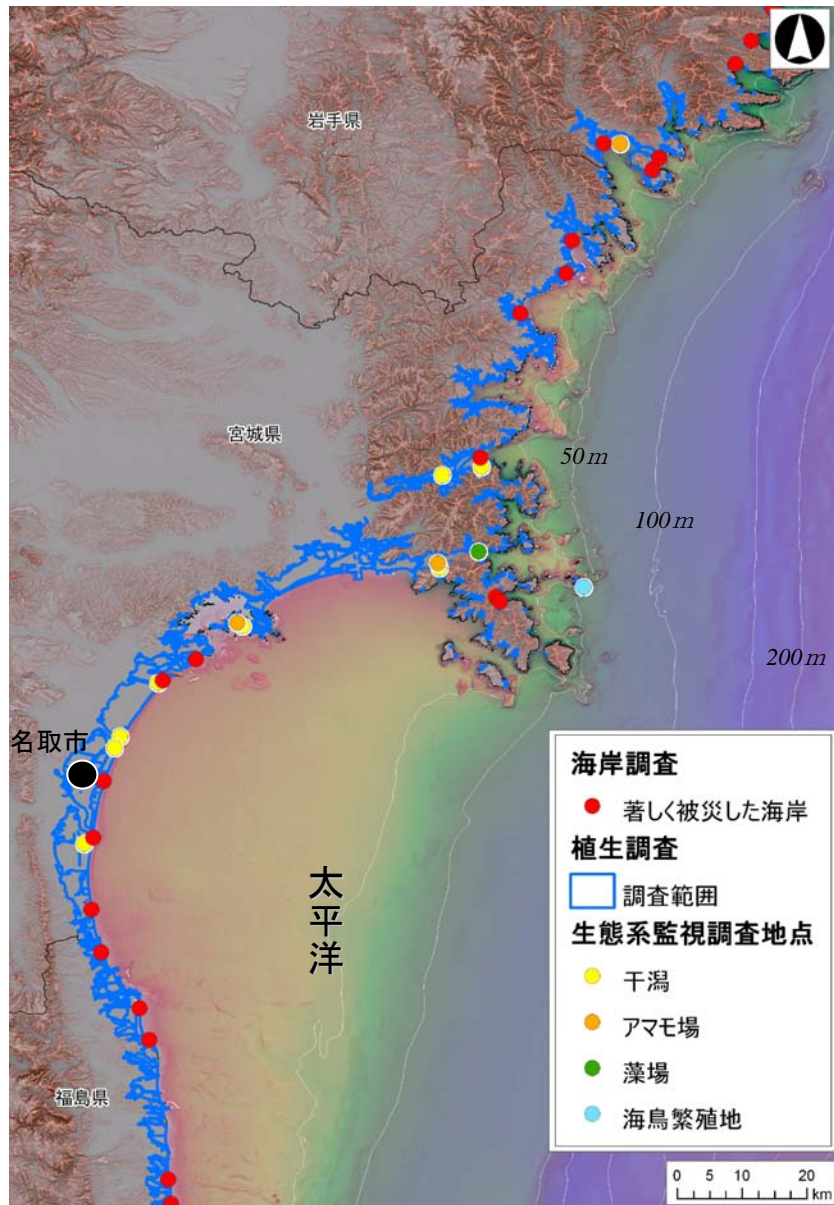 岩手県
宮城県
50 m
100 m
200 m
名取市
太平洋
福島県
海岸調査
著しく被災した海岸
植生調査
調査範囲
生態系監視調査地点
干潟
アマモ場
藻場
海鳥繁殖地
0 5 10 20
km